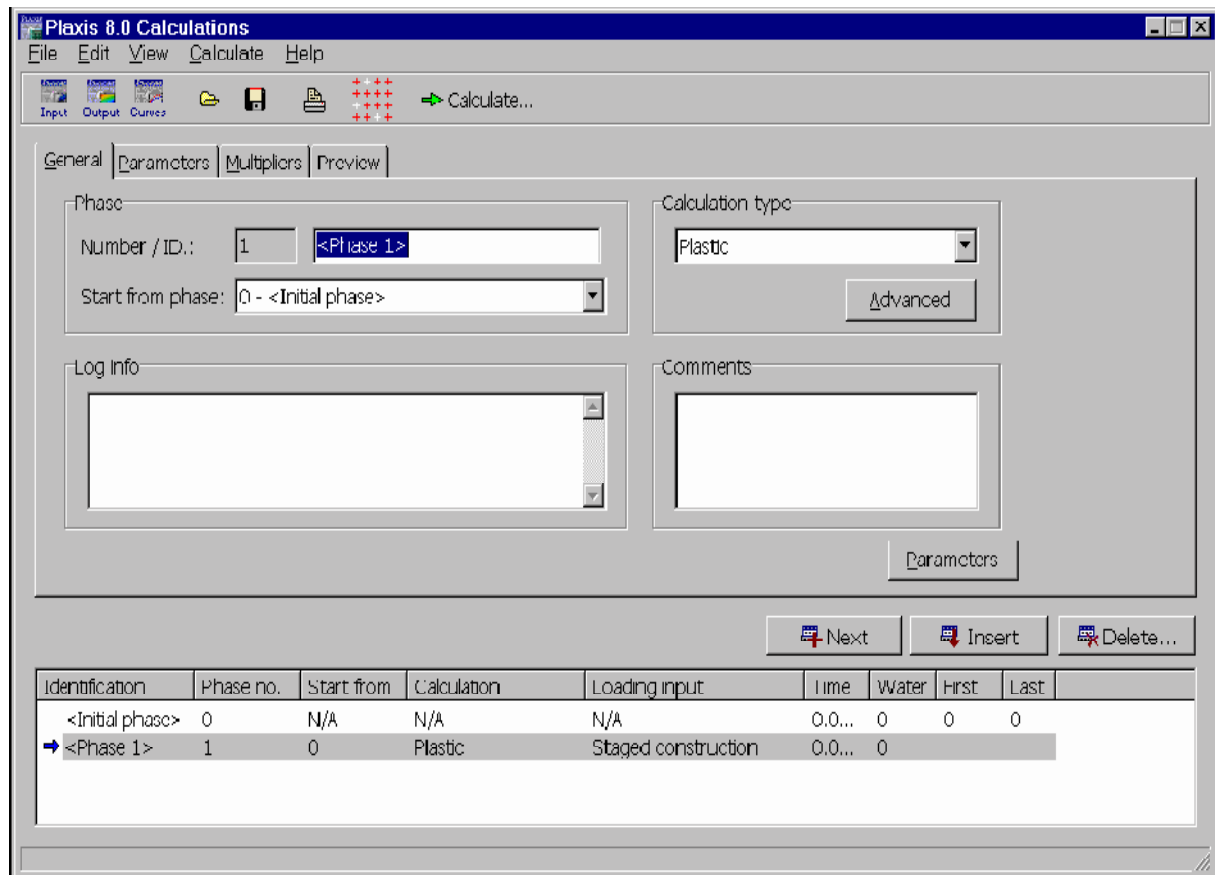 Plaxis 8.0 Calculations
File Edit View Calculate Help
Input Output Curves Calculate...
General Parameters Multipliers Preview
Phase
Number / ID.: 1 <Phase 1>
Start from phase: 0 - <Initial phase>
Calculation type
Plastic
Advanced
Log info
Comments
Parameters
Next Insert Delete...
Identification Phase no. Start from Calculation Loading input Time Water First Last
<Initial phase> 0 N/A N/A N/A 0.0... 0 0 0
<Phase 1> 1 0 Plastic Staged construction 0.0... 0